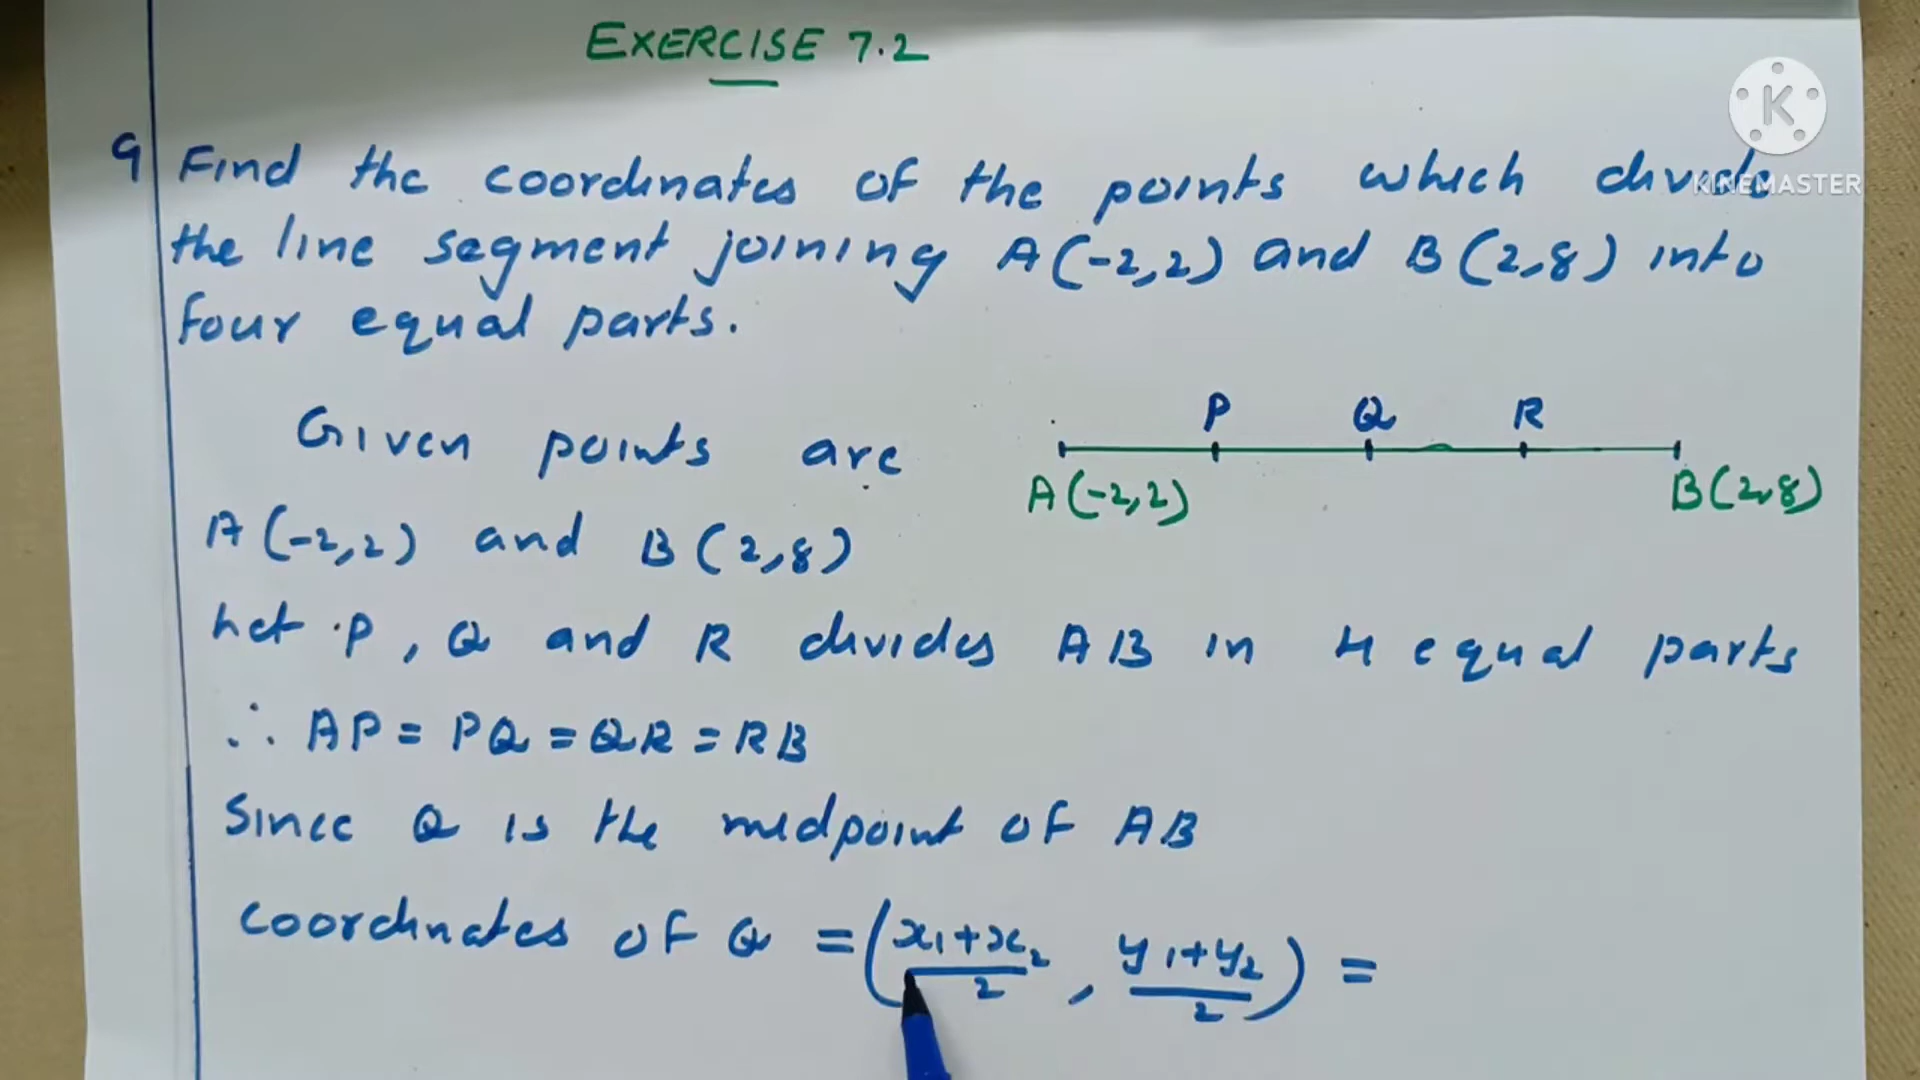 EXERCISE 7.2
K
KINEMASTER
9 Find the coordinates of the points which divide
the line segment joining A(-2,2) and B(2,8) into
four equal parts.
Given points are
P Q R
A(-2,2) B(2,8)
A(-2,2) and B(2,8)
Let P, Q and R divides AB in 4 equal parts
∴ AP = PQ = QR = RB
Since Q is the midpoint of AB
Coordinates of Q = (x₁+x₂/2, y₁+y₂/2) =